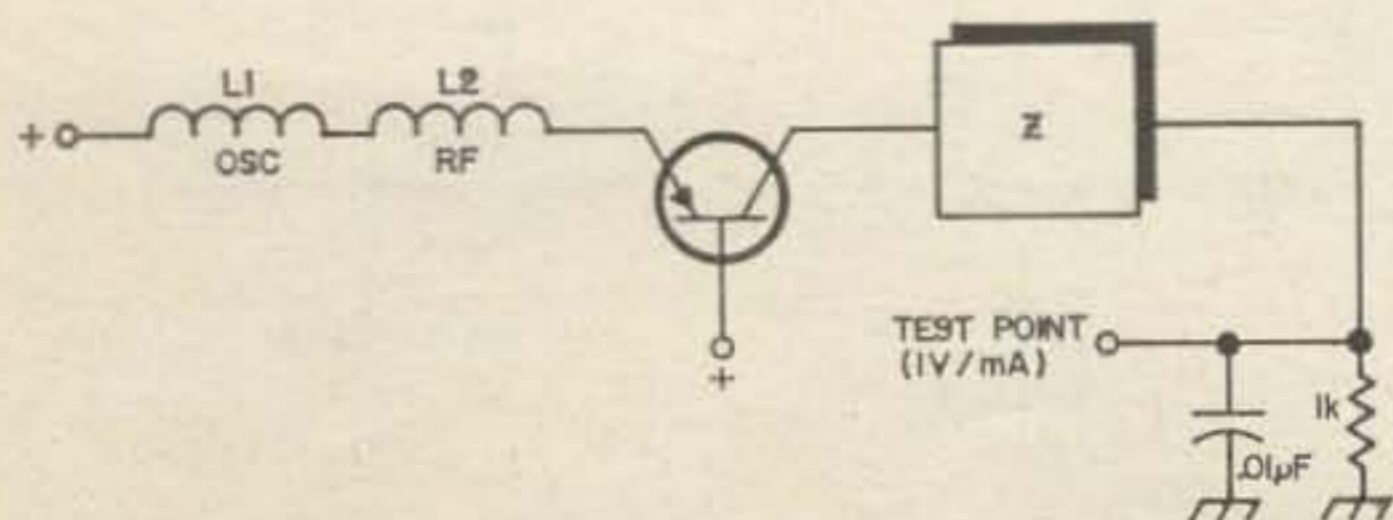 L1 L2
+
OSC RF
Z
+
TEST POINT
(1V/mA)
1k
.01µF